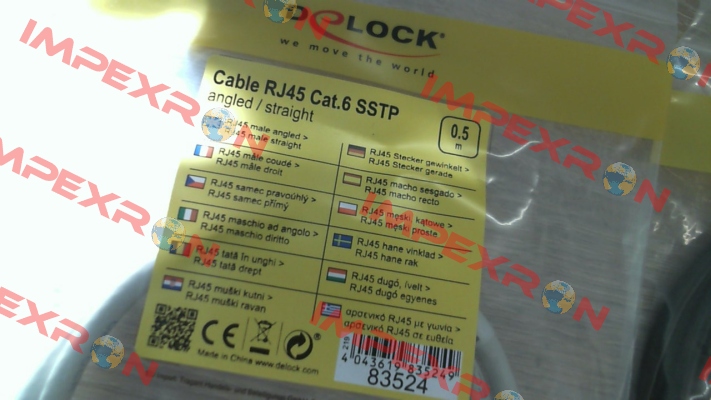 DeLOCK®
we move the world
Cable RJ45 Cat.6 SSTP
angled / straight
0.5
m
RJ45 male angled >
RJ45 male straight
RJ45 Stecker gewinkelt >
RJ45 Stecker gerade
RJ45 mâle coudé >
RJ45 mâle droit
RJ45 macho sesgado >
RJ45 macho recto
RJ45 samec pravoúhlý >
RJ45 samec přímý
RJ45 męski, kątowe >
RJ45 męski proste
RJ45 maschio ad angolo >
RJ45 maschio diritto
RJ45 hane vinklad >
RJ45 hane rak
RJ45 tată în unghi >
RJ45 tată drept
RJ45 dugó, ívelt >
RJ45 dugó egyenes
RJ45 muški kutni >
RJ45 muški ravan
αρσενικό RJ45 με γωνία >
αρσενικό RJ45 σε ευθεία
CE
Made in China www.delock.com
219
4 043619 835249
83524
IMPEXRON
IMPEXRON
IMPEXRON
IMPEXRON
IMPEXRON
IMPEXRON
IMPEXRON